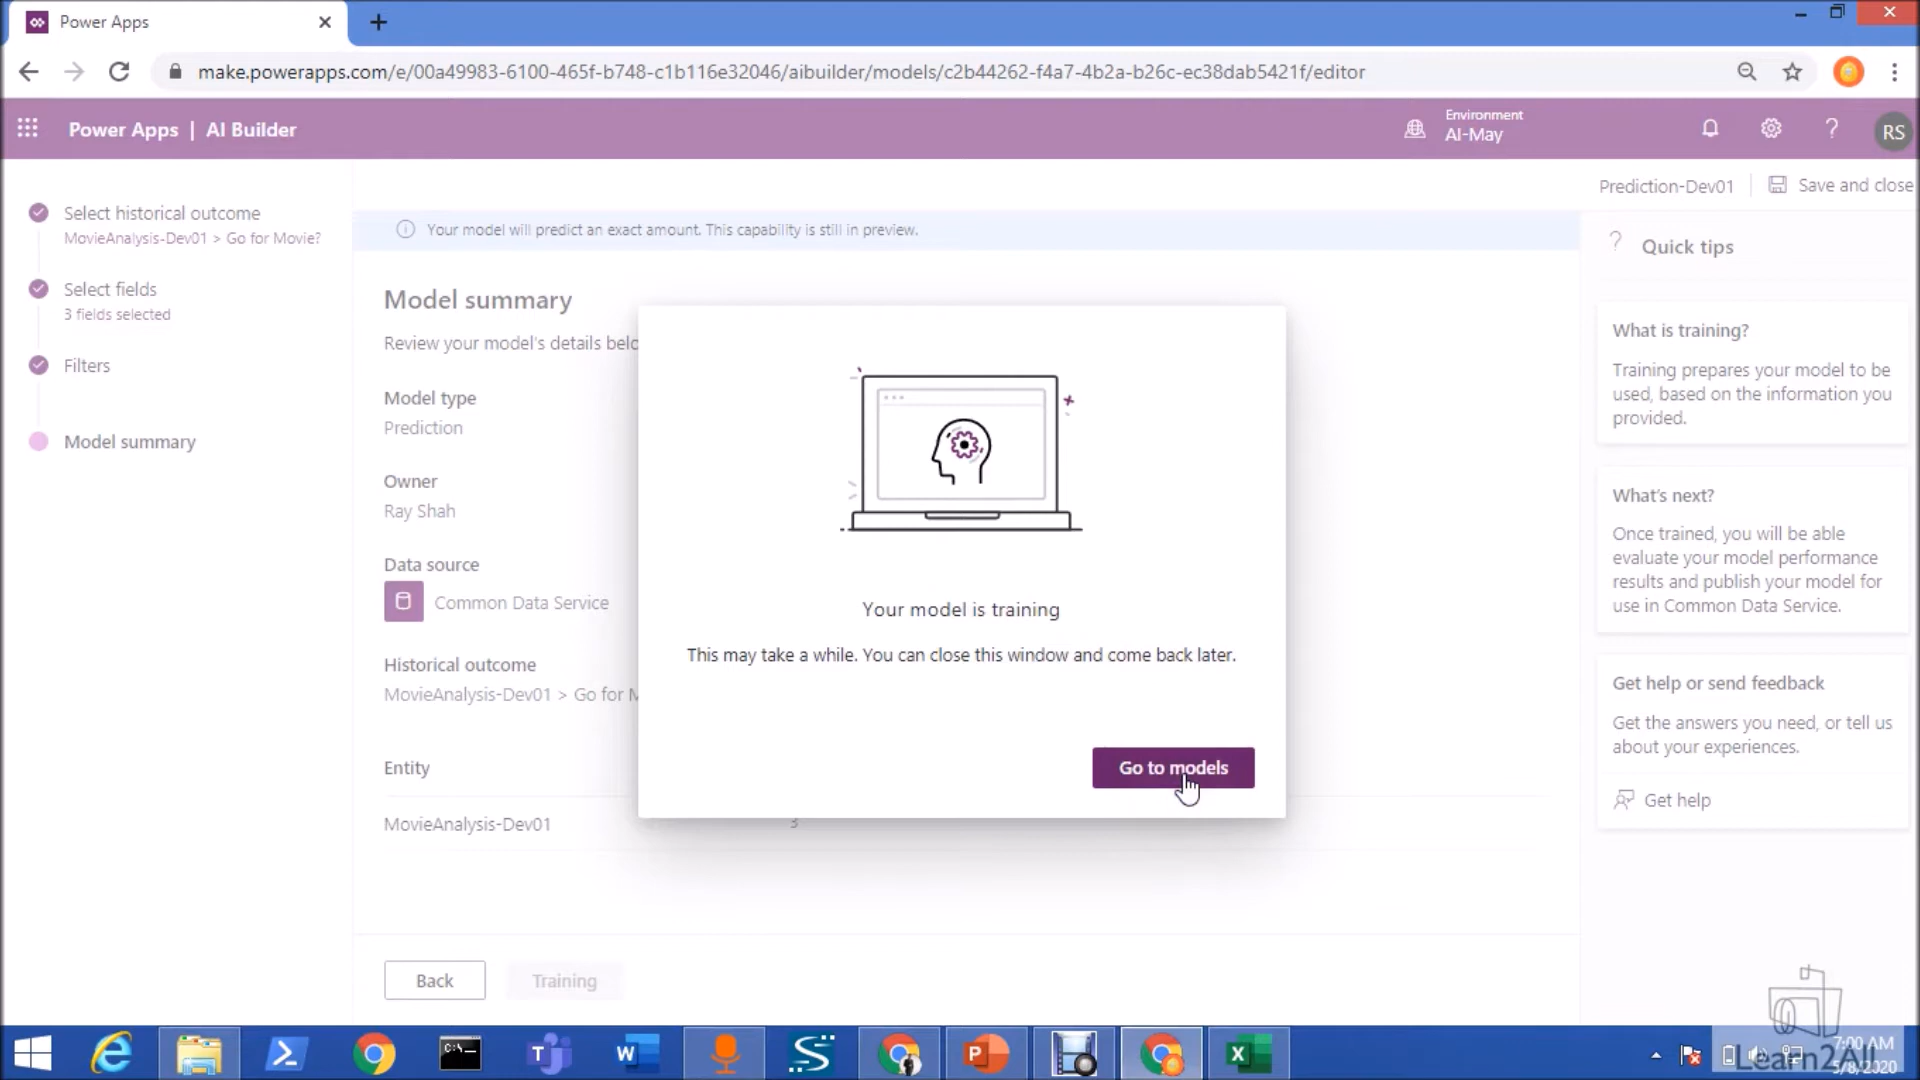 Power Apps
make.powerapps.com/e/00a49983-6100-465f-b748-c1b116e32046/aibuilder/models/c2b44262-f4a7-4b2a-b26c-ec38dab5421f/editor
Power Apps | AI Builder
Environment
AI-May
?
RS
Prediction-Dev01
Save and close
Select historical outcome
MovieAnalysis-Dev01 > Go for Movie?
Select fields
3 fields selected
Filters
Model summary
Your model will predict an exact amount. This capability is still in preview.
Model summary
Review your model's details belo
Model type
Prediction
Owner
Ray Shah
Data source
Common Data Service
Historical outcome
MovieAnalysis-Dev01 > Go for M
Entity
MovieAnalysis-Dev01
3
Your model is training
This may take a while. You can close this window and come back later.
Go to models
Back
Training
? Quick tips
What is training?
Training prepares your model to be
used, based on the information you
provided.
What's next?
Once trained, you will be able
evaluate your model performance
results and publish your model for
use in Common Data Service.
Get help or send feedback
Get the answers you need, or tell us
about your experiences.
Get help
7:00 AM
5/8/2020
Learn2All